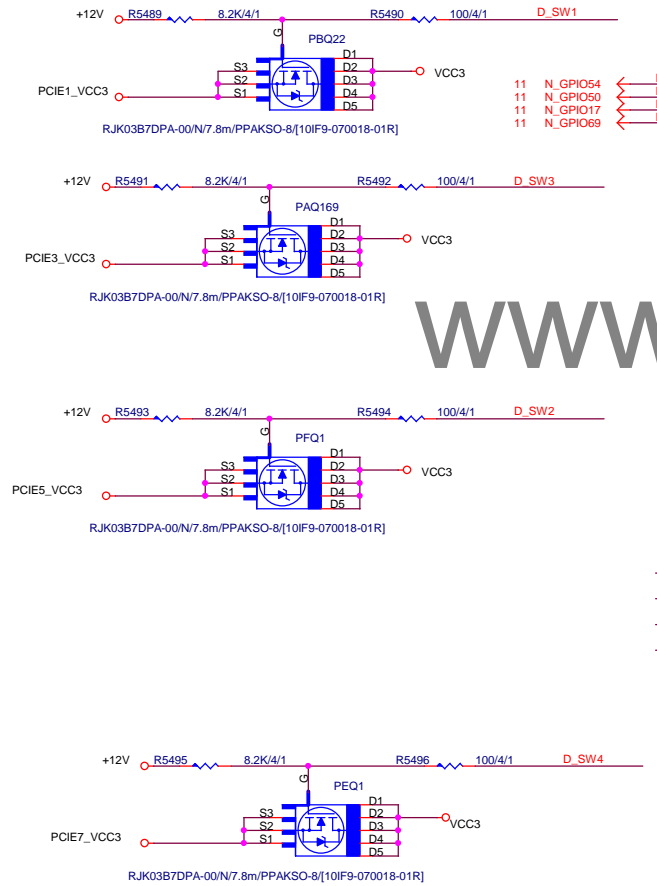 +12V R5489 8.2K/4/1 R5490 100/4/1 D_SW1
G PBQ22
D1
S3 D2
S2 D3 VCC3
PCIE1_VCC3 S1 D4
D5
RJK03B7DPA-00/N/7.8m/PPAKSO-8/[10IF9-070018-01R]
11 N_GPIO54
11 N_GPIO50
11 N_GPIO17
11 N_GPIO69
+12V R5491 8.2K/4/1 R5492 100/4/1 D_SW3
G PAQ169
D1
S3 D2
S2 D3 VCC3
PCIE3_VCC3 S1 D4
D5
RJK03B7DPA-00/N/7.8m/PPAKSO-8/[10IF9-070018-01R]
www
+12V R5493 8.2K/4/1 R5494 100/4/1 D_SW2
G PFQ1
D1
S3 D2
S2 D3 VCC3
PCIE5_VCC3 S1 D4
D5
RJK03B7DPA-00/N/7.8m/PPAKSO-8/[10IF9-070018-01R]
+12V R5495 8.2K/4/1 R5496 100/4/1 D_SW4
G PEQ1
D1
S3 D2
S2 D3 VCC3
PCIE7_VCC3 S1 D4
D5
RJK03B7DPA-00/N/7.8m/PPAKSO-8/[10IF9-070018-01R]